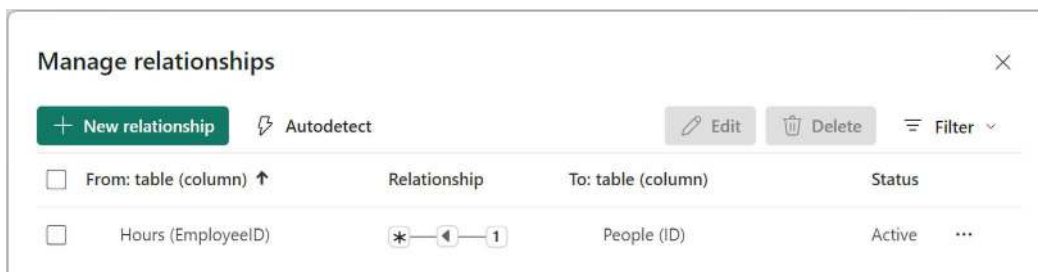 Manage relationships
New relationship Autodetect Edit Delete Filter
From: table (column) Relationship To: table (column) Status
Hours (EmployeeID) * 1 People (ID) Active ...